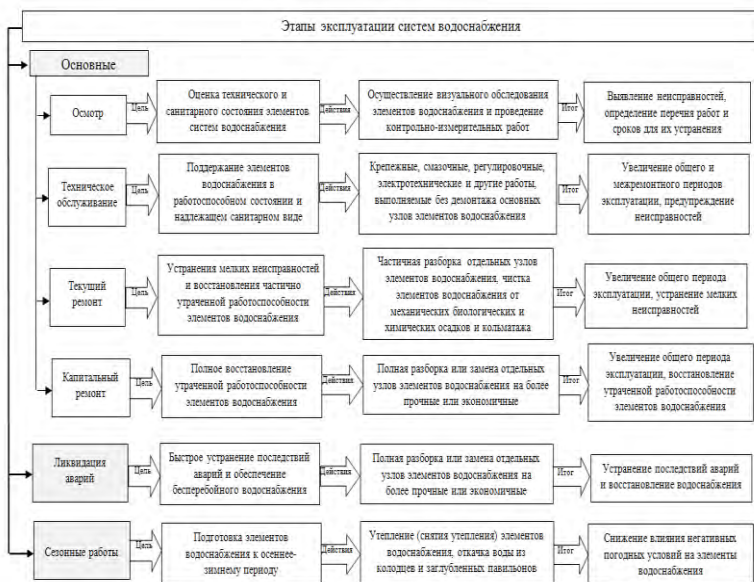 Этапы эксплуатации систем водоснабжения
Основные
Осмотр
Цель
Оценка технического и
санитарного состояния элементов
систем водоснабжения
Действия
Осуществление визуального обследования
элементов водоснабжения и проведение
контрольно-измерительных работ
Итог
Выявление неисправностей,
определение перечня работ и
сроков для их устранения
Техническое
обслуживание
Цель
Поддержание элементов
водоснабжения в
работоспособном состоянии и
надлежащем санитарном виде
Действия
Крепежные, смазочные, регулировочные,
электротехнические и другие работы,
выполняемые без демонтажа основных
узлов элементов водоснабжения
Итог
Увеличение общего и
межремонтного периодов
эксплуатации, предупреждение
неисправностей
Текущий
ремонт
Цель
Устранения мелких неисправностей
и восстановления частично
утраченной работоспособности
элементов водоснабжения
Действия
Частичная разборка отдельных узлов
элементов водоснабжения, чистка
элементов водоснабжения от
механических биологических и
химических осадков и кольматажа
Итог
Увеличение общего периода
эксплуатации, устранение мелких
неисправностей
Капитальный
ремонт
Цель
Полное восстановление
утраченной работоспособности
элементов водоснабжения
Действия
Полная разборка или замена отдельных
узлов элементов водоснабжения на более
прочные или экономичные
Итог
Увеличение общего периода
эксплуатации, восстановление
утраченной работоспособности
элементов водоснабжения
Ликвидация
аварий
Цель
Быстрое устранение последствий
аварий и обеспечение
бесперебойного водоснабжения
Действия
Полная разборка или замена отдельных
узлов элементов водоснабжения на
более прочные или экономичные
Итог
Устранение последствий аварий
и восстановление водоснабжения
Сезонные работы
Цель
Подготовка элементов
водоснабжения к осеннее-
зимнему периоду
Действия
Утепление (снятия утепления) элементов
водоснабжения, откачка воды из
колодцев и заглубленных павильонов
Итог
Снижение влияния негативных
погодных условий на элементы
водоснабжения